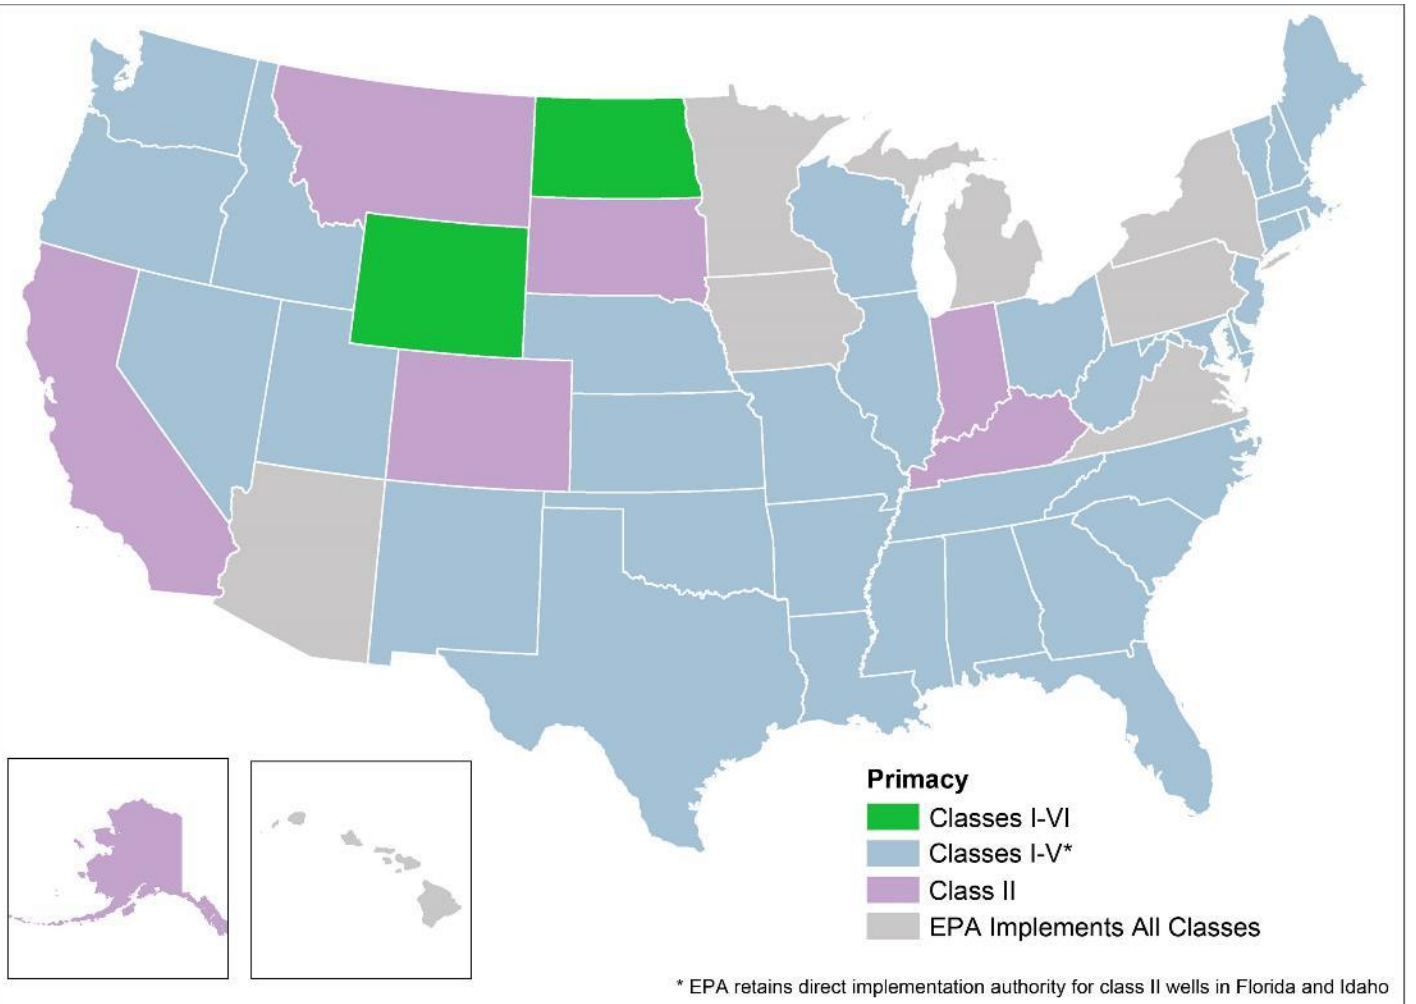 Primacy
Classes I-VI
Classes I-V*
Class II
EPA Implements All Classes
* EPA retains direct implementation authority for class II wells in Florida and Idaho